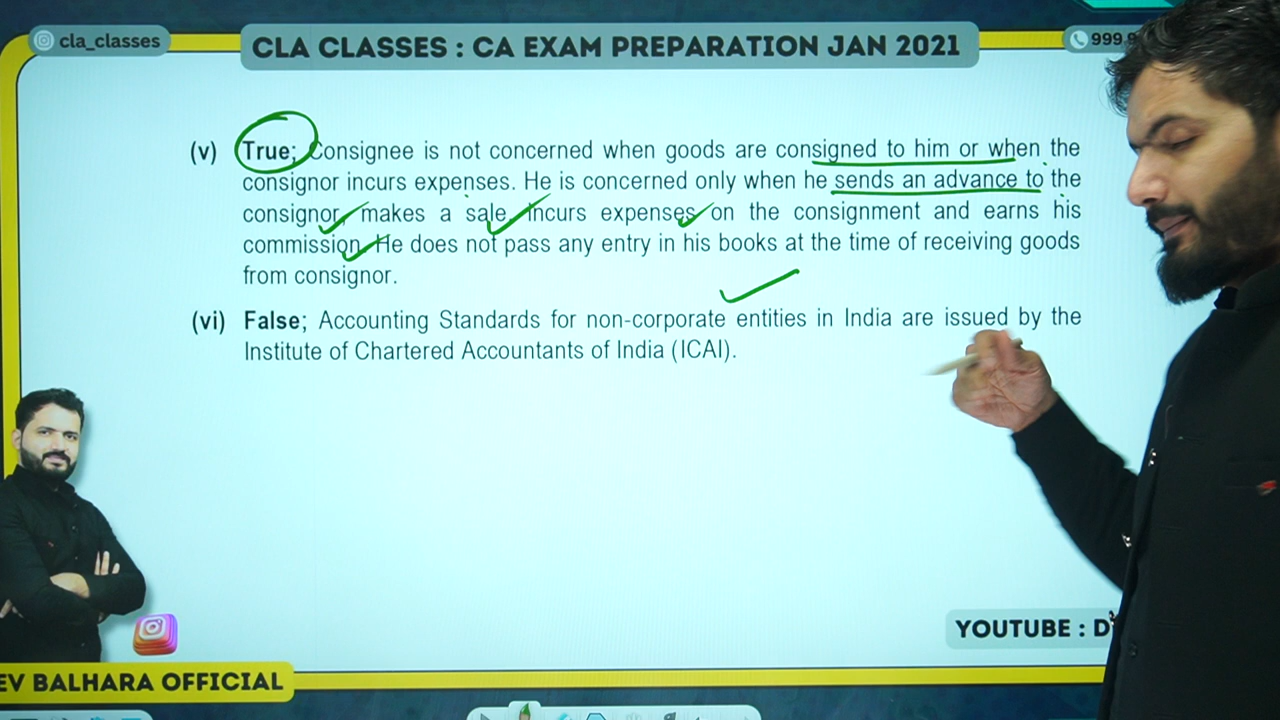 cla_classes
CLA CLASSES : CA EXAM PREPARATION JAN 2021
999.9
(v) True; Consignee is not concerned when goods are consigned to him or when the
consignor incurs expenses. He is concerned only when he sends an advance to the
consignor, makes a sale, incurs expenses on the consignment and earns his
commission. He does not pass any entry in his books at the time of receiving goods
from consignor.
(vi) False; Accounting Standards for non-corporate entities in India are issued by the
Institute of Chartered Accountants of India (ICAI).
YOUTUBE : D
EV BALHARA OFFICIAL